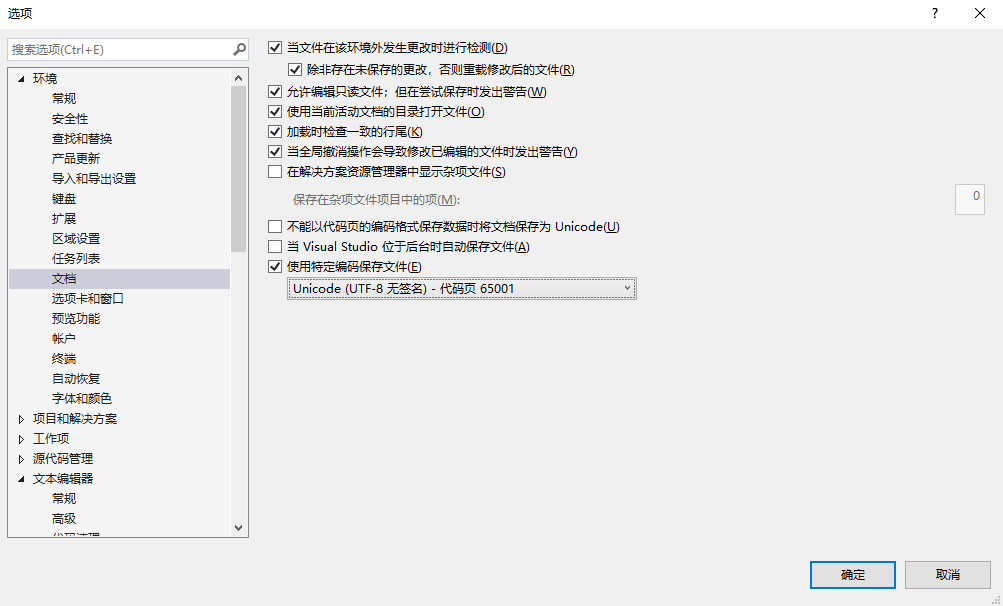 选项
?
搜索选项(Ctrl+E)
环境
常规
安全性
查找和替换
产品更新
导入和导出设置
键盘
扩展
区域设置
任务列表
文档
选项卡和窗口
预览功能
帐户
终端
自动恢复
字体和颜色
项目和解决方案
工作项
源代码管理
文本编辑器
常规
高级
当文件在该环境外发生更改时进行检测(D)
除非存在未保存的更改，否则重载修改后的文件(R)
允许编辑只读文件；但在尝试保存时发出警告(W)
使用当前活动文档的目录打开文件(O)
加载时检查一致的行尾(K)
当全局撤消操作会导致修改已编辑的文件时发出警告(Y)
在解决方案资源管理器中显示杂项文件(S)
保存在杂项文件项目中的项(M):
0
不能以代码页的编码格式保存数据时将文档保存为 Unicode(U)
当 Visual Studio 位于后台时自动保存文件(A)
使用特定编码保存文件(E)
Unicode (UTF-8 无签名) - 代码页 65001
确定
取消